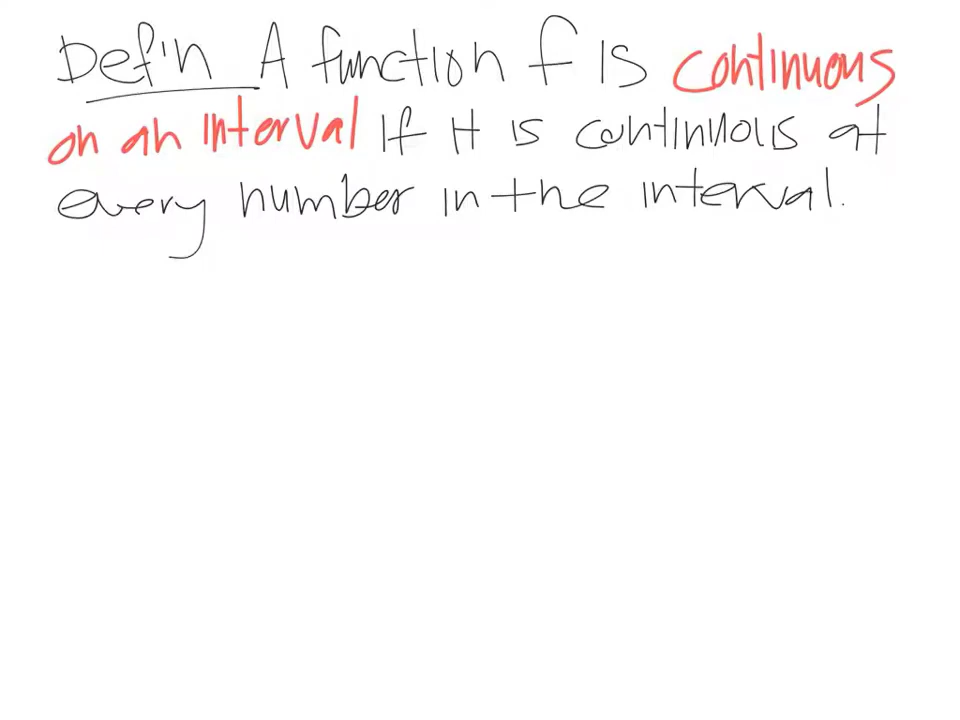 Def'n A function f is continuous
on an interval if it is continuous at
every number in the interval.